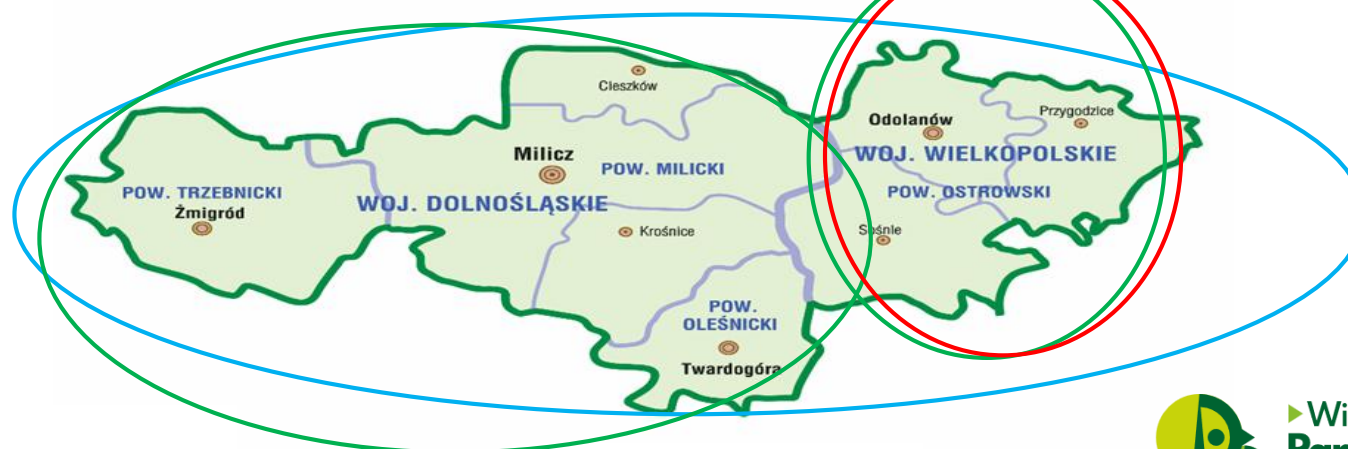 Cieszków
Odolanów
Przygodzice
Milicz
POW. MILICKI
WOJ. WIELKOPOLSKIE
POW. TRZEBNICKI
POW. OSTROWSKI
Żmigród
WOJ. DOLNOŚLĄSKIE
Krośnice
Sośnie
POW.
OLEŚNICKI
Twardogóra